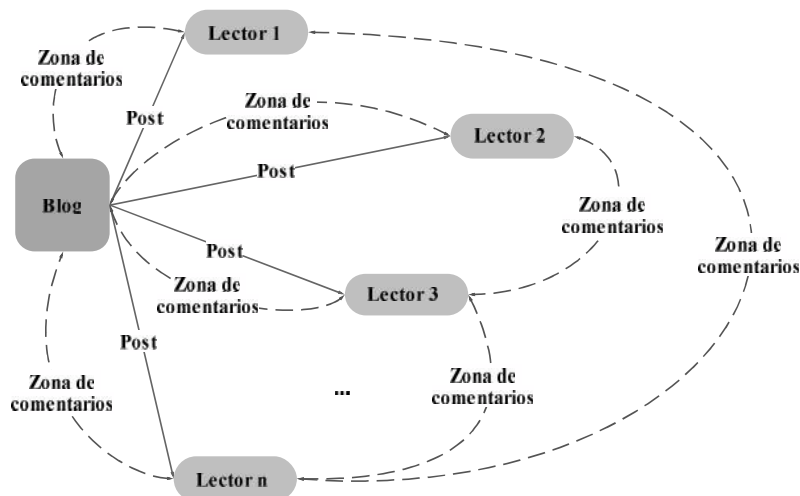 Lector 1
Zona de
comentarios
Post
Zona de
comentarios
Lector 2
Post
Blog
Zona de
comentarios
Post
Zona de
comentarios
Zona de
comentarios
Lector 3
Post
Zona de
comentarios
...
Zona de
comentarios
Lector n